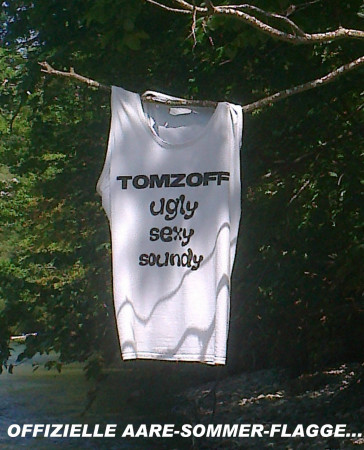 TOMZOFF
ugly
sexy
soundy
OFFIZIELLE AARE-SOMMER-FLAGGE...